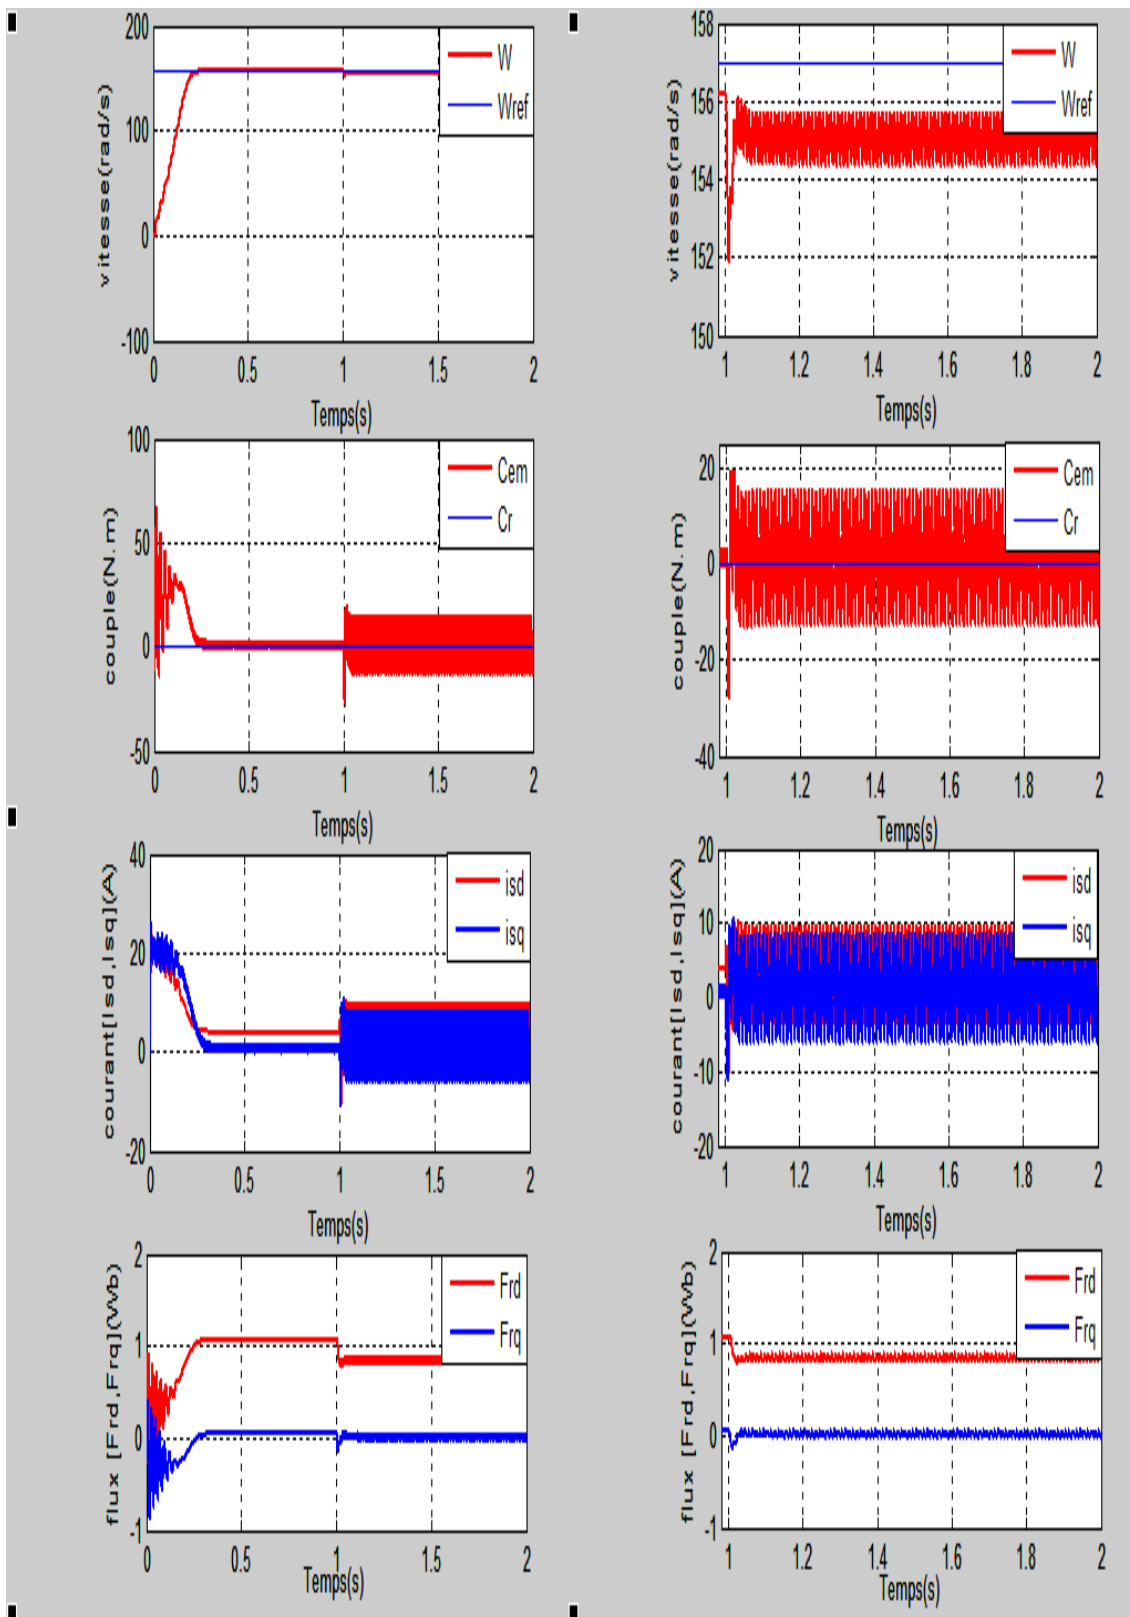 200
100
0
-100
vitesse(rad/s)
W
Wref
0 0.5 1 1.5 2
Temps(s)
158
156
154
152
150
vitesse(rad/s)
W
Wref
1 1.2 1.4 1.6 1.8 2
Temps(s)
100
50
0
-50
couple(N.m)
Cem
Cr
0 0.5 1 1.5 2
Temps(s)
20
0
-20
-40
couple(N.m)
Cem
Cr
1 1.2 1.4 1.6 1.8 2
Temps(s)
40
20
0
-20
courant[Isd,Isq](A)
isd
isq
0 0.5 1 1.5 2
Temps(s)
20
10
0
-10
-20
courant[Isd,Isq](A)
isd
isq
1 1.2 1.4 1.6 1.8 2
Temps(s)
2
1
0
-1
flux [Frd,Frq](Wb)
Frd
Frq
0 0.5 1 1.5 2
Temps(s)
2
1
0
-1
flux [Frd,Frq](Wb)
Frd
Frq
1 1.2 1.4 1.6 1.8 2
Temps(s)